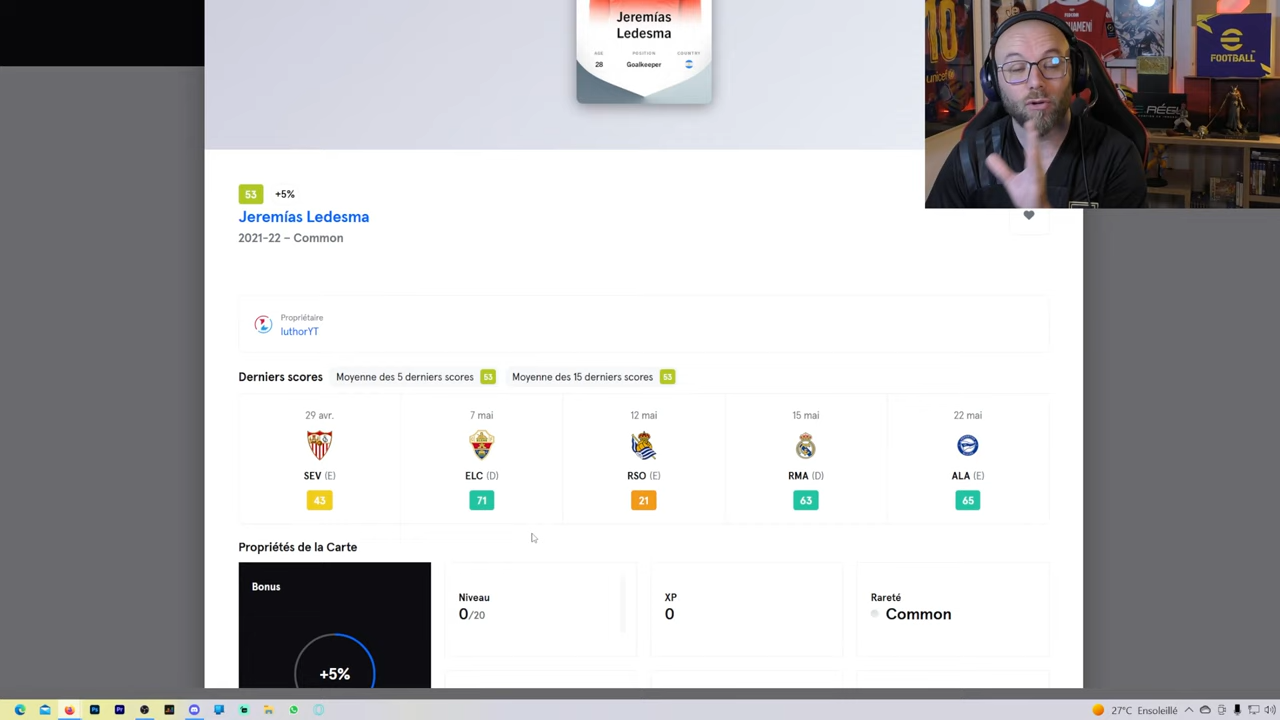 Jeremías
Ledesma
AGE
POSITION
COUNTRY
28
Goalkeeper
FOOTBALL
53
+5%
Jeremías Ledesma
2021-22 – Common
Propriétaire
luthorYT
Derniers scores
Moyenne des 5 derniers scores
53
Moyenne des 15 derniers scores
53
29 avr.
7 mai
12 mai
15 mai
22 mai
SEV (E)
ELC (D)
RSO (E)
RMA (D)
ALA (E)
43
71
21
63
65
Propriétés de la Carte
Bonus
+5%
Niveau
0/20
XP
0
Rareté
Common
27°C Ensoleillé